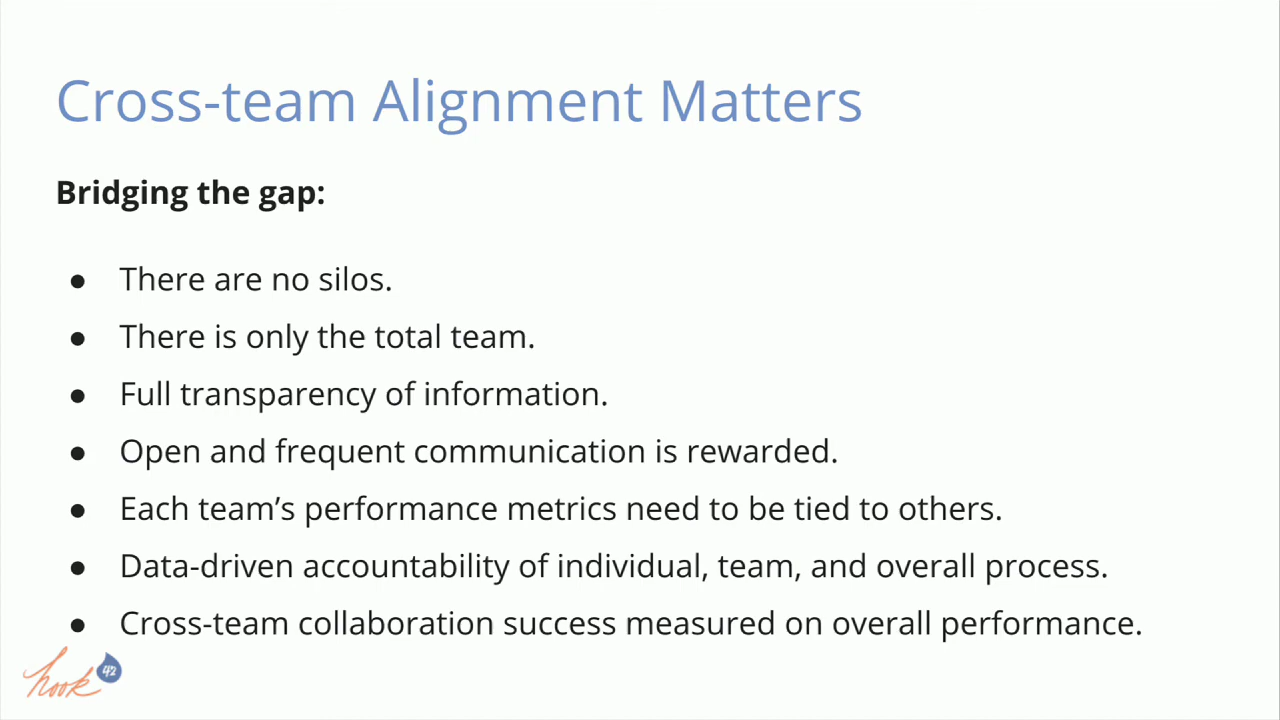 Cross-team Alignment Matters
Bridging the gap:
● There are no silos.
● There is only the total team.
● Full transparency of information.
● Open and frequent communication is rewarded.
● Each team’s performance metrics need to be tied to others.
● Data-driven accountability of individual, team, and overall process.
● Cross-team collaboration success measured on overall performance.
hook 42